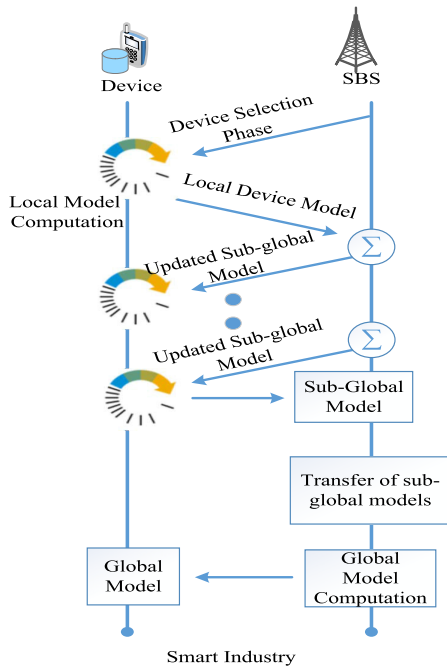 Device
SBS
Device Selection
Phase
Local Model
Computation
Local Device Model
Σ
Updated Sub-global
Model
Σ
Updated Sub-global
Model
Sub-Global
Model
Transfer of sub-
global models
Global
Model
Global
Model
Computation
Smart Industry